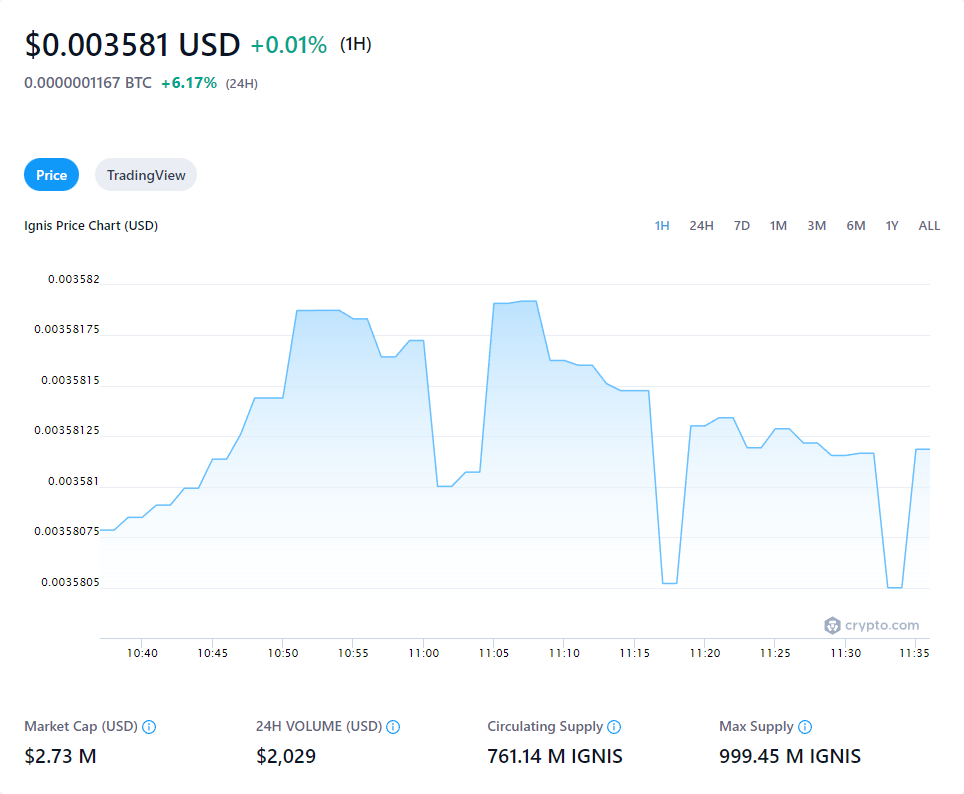 $0.003581 USD +0.01% (1H)
0.0000001167 BTC +6.17% (24H)
Price TradingView
Ignis Price Chart (USD) 1H 24H 7D 1M 3M 6M 1Y ALL
0.003582
0.00358175
0.0035815
0.00358125
0.003581
0.00358075
0.0035805
crypto.com
10:40 10:45 10:50 10:55 11:00 11:05 11:10 11:15 11:20 11:25 11:30 11:35
Market Cap (USD) 24H VOLUME (USD) Circulating Supply Max Supply
$2.73 M $2,029 761.14 M IGNIS 999.45 M IGNIS